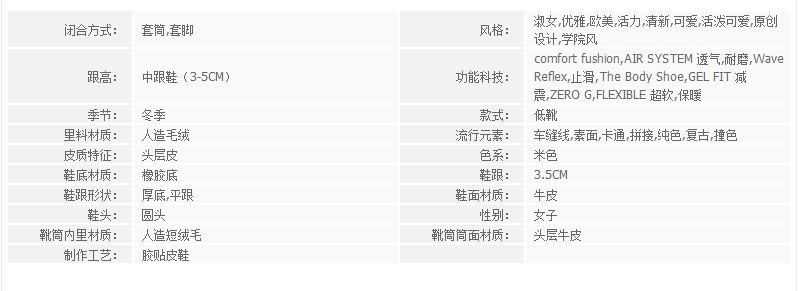 闭合方式： 套筒,套脚 风格： 淑女,优雅,欧美,活力,清新,可爱,活泼可爱,原创
设计,学院风
跟高： 中跟鞋（3-5CM） 功能科技： comfort fushion,AIR SYSTEM 透气,耐磨,Wave
Reflex,止滑,The Body Shoe,GEL FIT 减
震,ZERO G,FLEXIBLE 超软,保暖
季节： 冬季 款式： 低靴
里料材质： 人造毛绒 流行元素： 车缝线,素面,卡通,拼接,纯色,复古,撞色
皮质特征： 头层皮 色系： 米色
鞋底材质： 橡胶底 鞋跟： 3.5CM
鞋跟形状： 厚底,平跟 鞋面材质： 牛皮
鞋头： 圆头 性别： 女子
靴筒内里材质： 人造短绒毛 靴筒筒面材质： 头层牛皮
制作工艺： 胶贴皮鞋